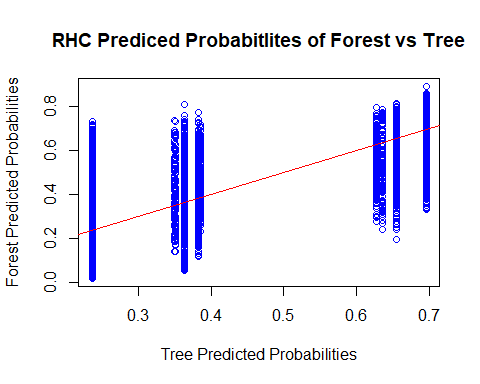 RHC Prediced Probabitlites of Forest vs Tree
Forest Predicted Probabilities
0.8
0.6
0.4
0.2
0.0
0.3 0.4 0.5 0.6 0.7
Tree Predicted Probabilities